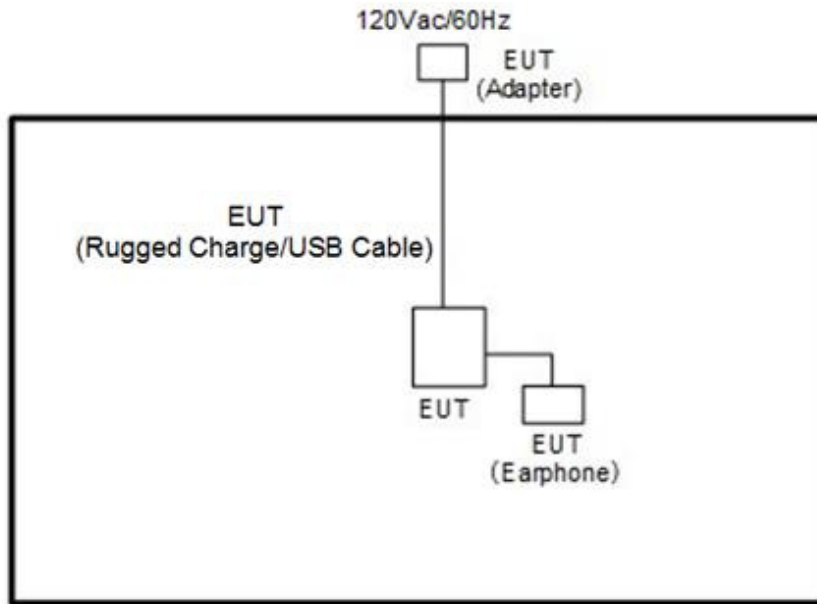 120Vac/60Hz
EUT
(Adapter)
EUT
(Rugged Charge/USB Cable)
EUT
EUT
(Earphone)